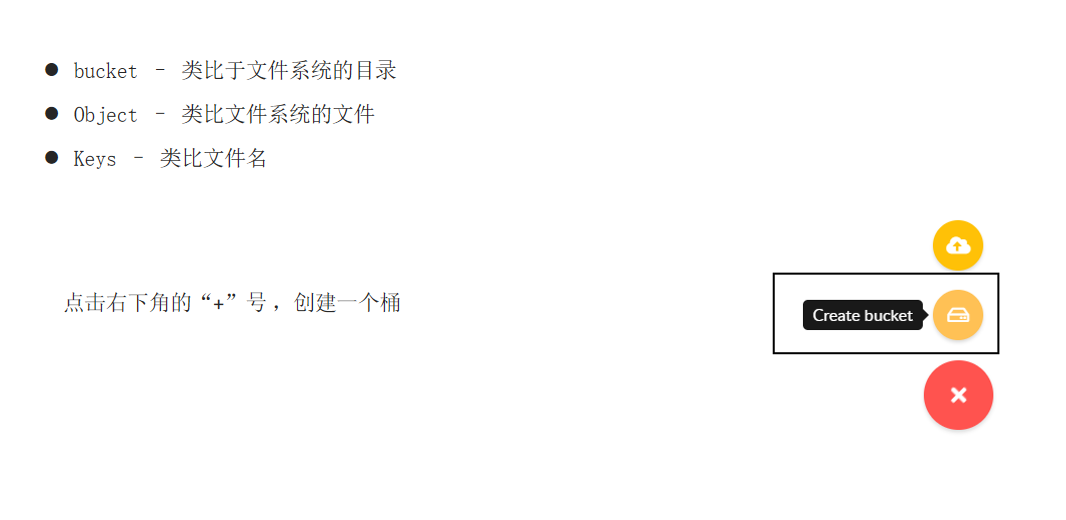 bucket – 类比于文件系统的目录
Object – 类比文件系统的文件
Keys – 类比文件名
点击右下角的“+”号，创建一个桶
Create bucket